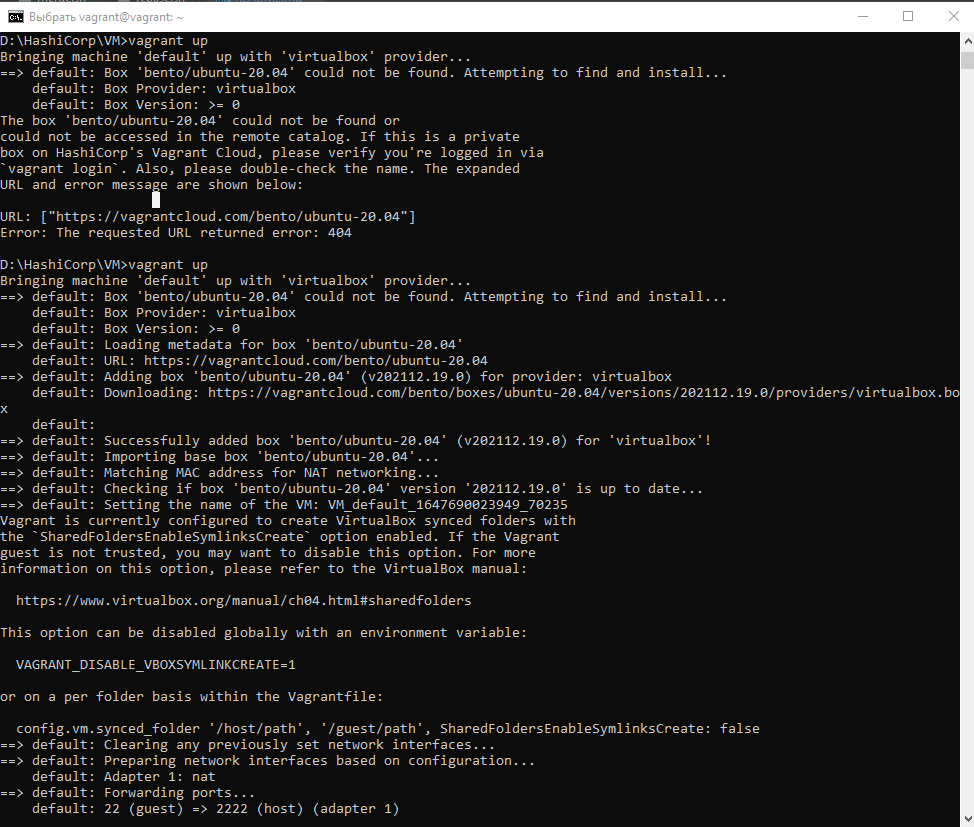 Выбрать vagrant@vagrant: ~
D:\HashiCorp\VM>vagrant up
Bringing machine 'default' up with 'virtualbox' provider...
==> default: Box 'bento/ubuntu-20.04' could not be found. Attempting to find and install...
    default: Box Provider: virtualbox
    default: Box Version: >= 0
The box 'bento/ubuntu-20.04' could not be found or
could not be accessed in the remote catalog. If this is a private
box on HashiCorp's Vagrant Cloud, please verify you're logged in via
`vagrant login`. Also, please double-check the name. The expanded
URL and error message are shown below:

URL: ["https://vagrantcloud.com/bento/ubuntu-20.04"]
Error: The requested URL returned error: 404

D:\HashiCorp\VM>vagrant up
Bringing machine 'default' up with 'virtualbox' provider...
==> default: Box 'bento/ubuntu-20.04' could not be found. Attempting to find and install...
    default: Box Provider: virtualbox
    default: Box Version: >= 0
==> default: Loading metadata for box 'bento/ubuntu-20.04'
    default: URL: https://vagrantcloud.com/bento/ubuntu-20.04
==> default: Adding box 'bento/ubuntu-20.04' (v202112.19.0) for provider: virtualbox
    default: Downloading: https://vagrantcloud.com/bento/boxes/ubuntu-20.04/versions/202112.19.0/providers/virtualbox.bo
x
    default:
==> default: Successfully added box 'bento/ubuntu-20.04' (v202112.19.0) for 'virtualbox'!
==> default: Importing base box 'bento/ubuntu-20.04'...
==> default: Matching MAC address for NAT networking...
==> default: Checking if box 'bento/ubuntu-20.04' version '202112.19.0' is up to date...
==> default: Setting the name of the VM: VM_default_1647690023949_70235
Vagrant is currently configured to create VirtualBox synced folders with
the `SharedFoldersEnableSymlinksCreate` option enabled. If the Vagrant
guest is not trusted, you may want to disable this option. For more
information on this option, please refer to the VirtualBox manual:

  https://www.virtualbox.org/manual/ch04.html#sharedfolders

This option can be disabled globally with an environment variable:

  VAGRANT_DISABLE_VBOXSYMLINKCREATE=1

or on a per folder basis within the Vagrantfile:

  config.vm.synced_folder '/host/path', '/guest/path', SharedFoldersEnableSymlinksCreate: false
==> default: Clearing any previously set network interfaces...
==> default: Preparing network interfaces based on configuration...
    default: Adapter 1: nat
==> default: Forwarding ports...
    default: 22 (guest) => 2222 (host) (adapter 1)